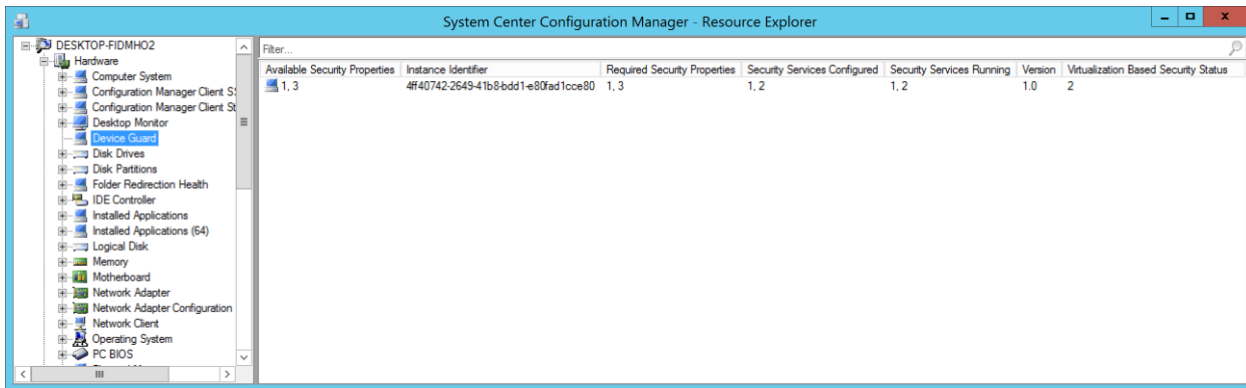 System Center Configuration Manager - Resource Explorer
DESKTOP-FIDMHO2
Hardware
Computer System
Configuration Manager Client S
Configuration Manager Client St
Desktop Monitor
Device Guard
Disk Drives
Disk Partitions
Folder Redirection Health
IDE Controller
Installed Applications
Installed Applications (64)
Logical Disk
Memory
Motherboard
Network Adapter
Network Adapter Configuration
Network Client
Operating System
PC BIOS
Filter...
Available Security Properties Instance Identifier Required Security Properties Security Services Configured Security Services Running Version Virtualization Based Security Status
1, 3 4ff40742-2649-41b8-bdd1-e80fad1cce80 1, 3 1, 2 1, 2 1.0 2